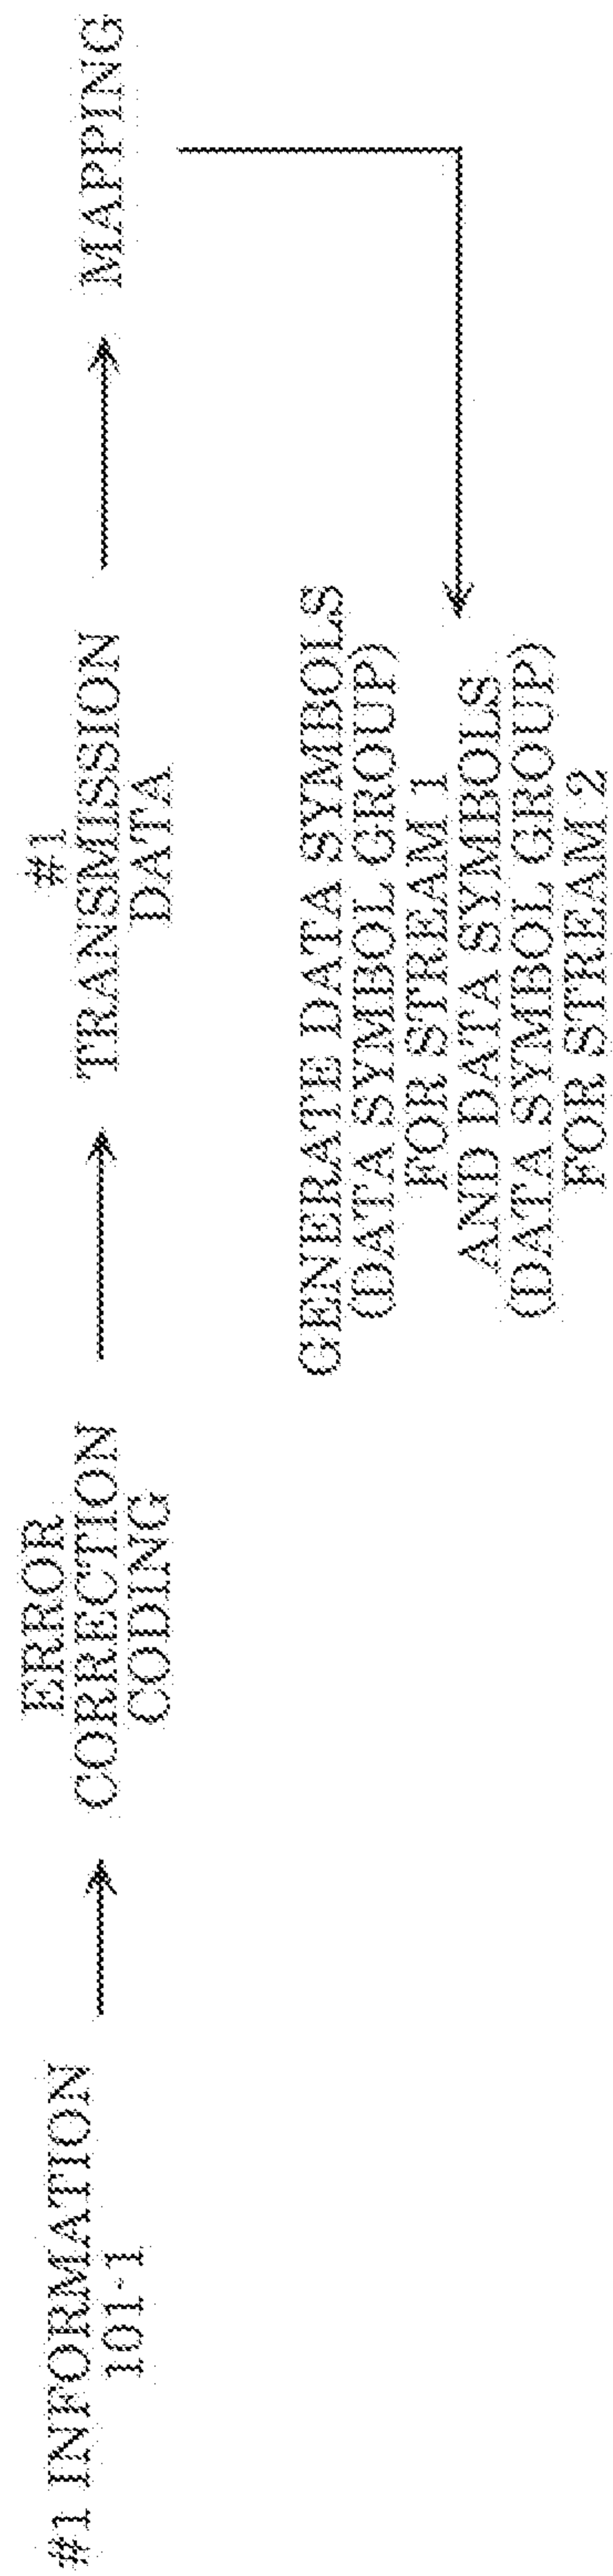 #1 INFORMATION
101-1
ERROR
CORRECTION
CODING
#1
TRANSMISSION
DATA
MAPPING
GENERATE DATA SYMBOLS
(DATA SYMBOL GROUP)
FOR STREAM 1
AND DATA SYMBOLS
(DATA SYMBOL GROUP)
FOR STREAM 2